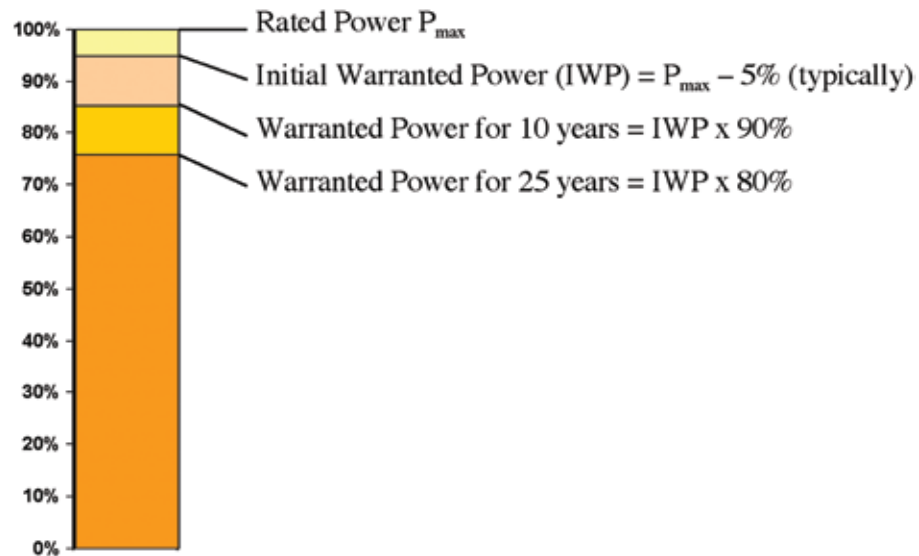 100%
90%
80%
70%
60%
50%
40%
30%
20%
10%
0%
Rated Power Pmax
Initial Warranted Power (IWP) = Pmax – 5% (typically)
Warranted Power for 10 years = IWP x 90%
Warranted Power for 25 years = IWP x 80%